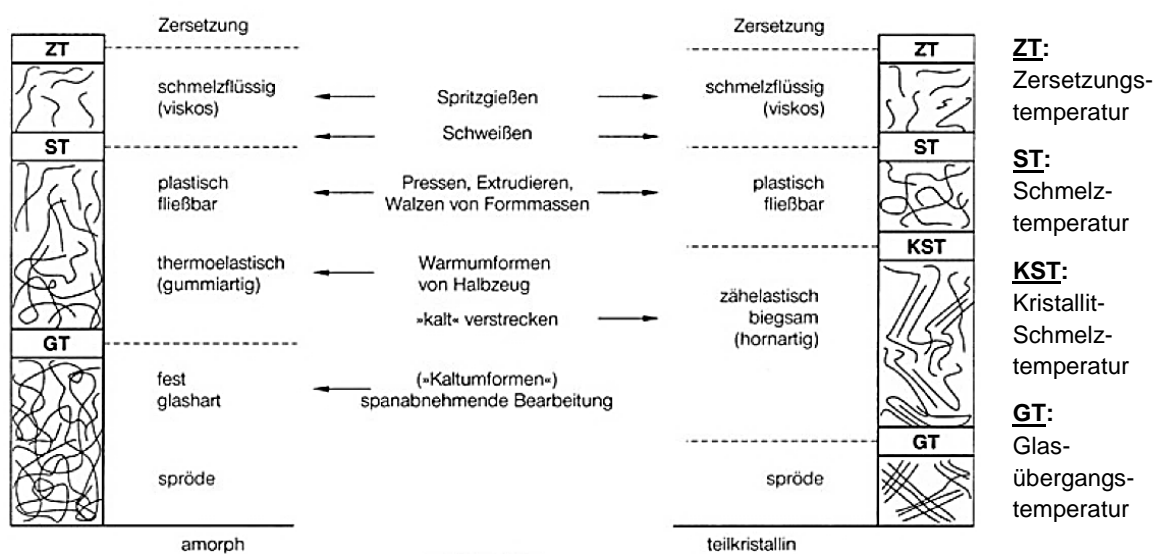 Zersetzung
Zersetzung
ZT
ZT
schmelzflüssig
(viskos)
Spritzgießen
schmelzflüssig
(viskos)
Schweißen
ST
ST
plastisch
fließbar
Pressen, Extrudieren,
Walzen von Formmassen
plastisch
fließbar
KST
thermoelastisch
(gummiartig)
Warmumformen
von Halbzeug
zähelastisch
biegsam
(hornartig)
»kalt« verstrecken
GT
fest
glashart
(»Kaltumformen«)
spanabnehmende Bearbeitung
GT
spröde
spröde
amorph
teilkristallin
ZT:
Zersetzungs-
temperatur
ST:
Schmelz-
temperatur
KST:
Kristallit-
Schmelz-
temperatur
GT:
Glas-
übergangs-
temperatur